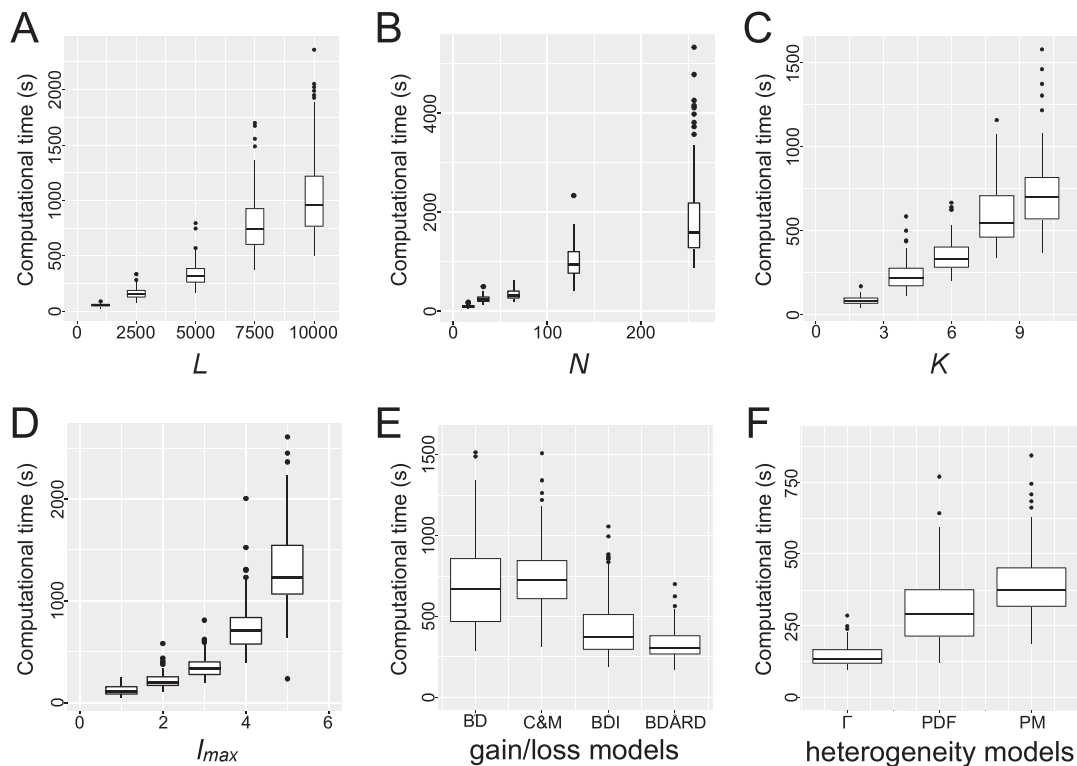 A
Computational time (s)
2000
1500
1000
500
0
0 2500 5000 7500 10000
L
B
Computational time (s)
4000
2000
0
0 100 200
N
C
Computational time (s)
1500
1000
500
0
0 3 6 9
K
D
Computational time (s)
2000
1000
0
0 2 4 6
Imax
E
Computational time (s)
1500
1000
500
0
BD C&M BDI BDARD
gain/loss models
F
Computational time (s)
750
500
250
0
Γ PDF PM
heterogeneity models